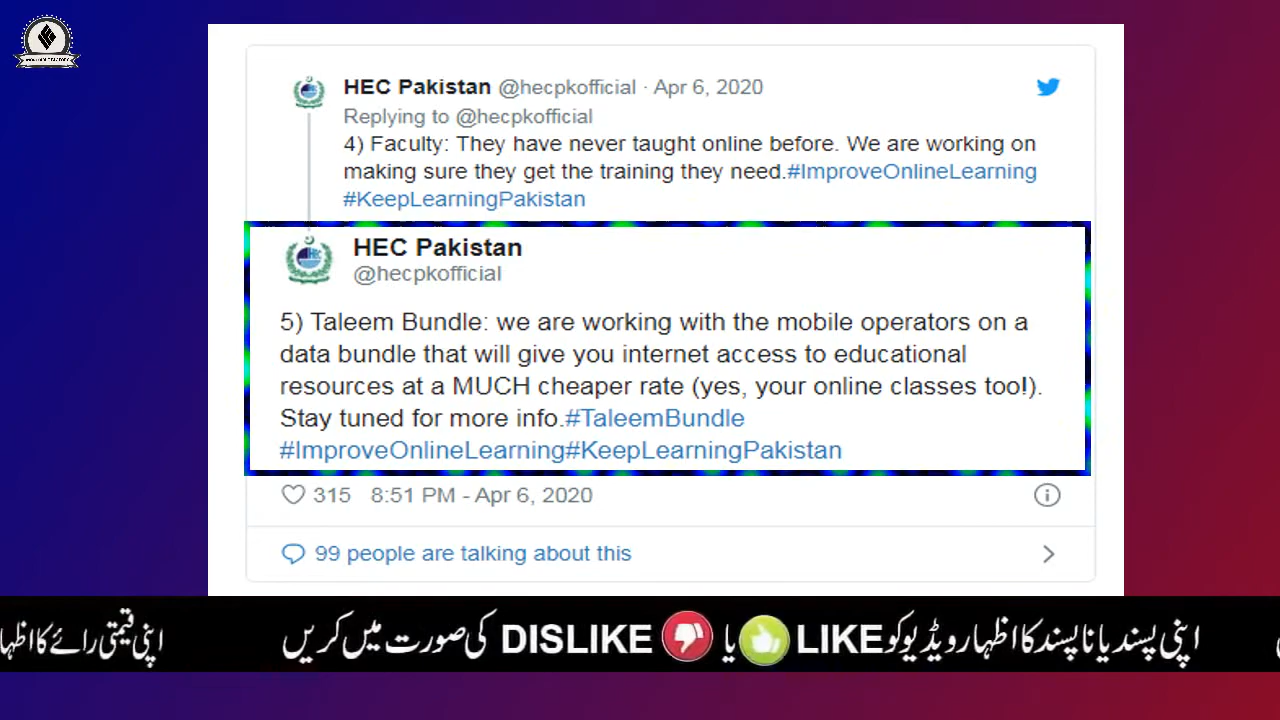 HEC Pakistan @hecpkofficial · Apr 6, 2020
Replying to @hecpkofficial
4) Faculty: They have never taught online before. We are working on
making sure they get the training they need.#ImproveOnlineLearning
#KeepLearningPakistan
HEC Pakistan
@hecpkofficial
5) Taleem Bundle: we are working with the mobile operators on a
data bundle that will give you internet access to educational
resources at a MUCH cheaper rate (yes, your online classes too!).
Stay tuned for more info.#TaleemBundle
#ImproveOnlineLearning#KeepLearningPakistan
315 8:51 PM - Apr 6, 2020
99 people are talking about this
اپنی پسند یا ناپسند کا اظہار ویڈیو کو LIKE یا DISLIKE کی صورت میں کریں اپنی قیمتی رائے کا اظہا